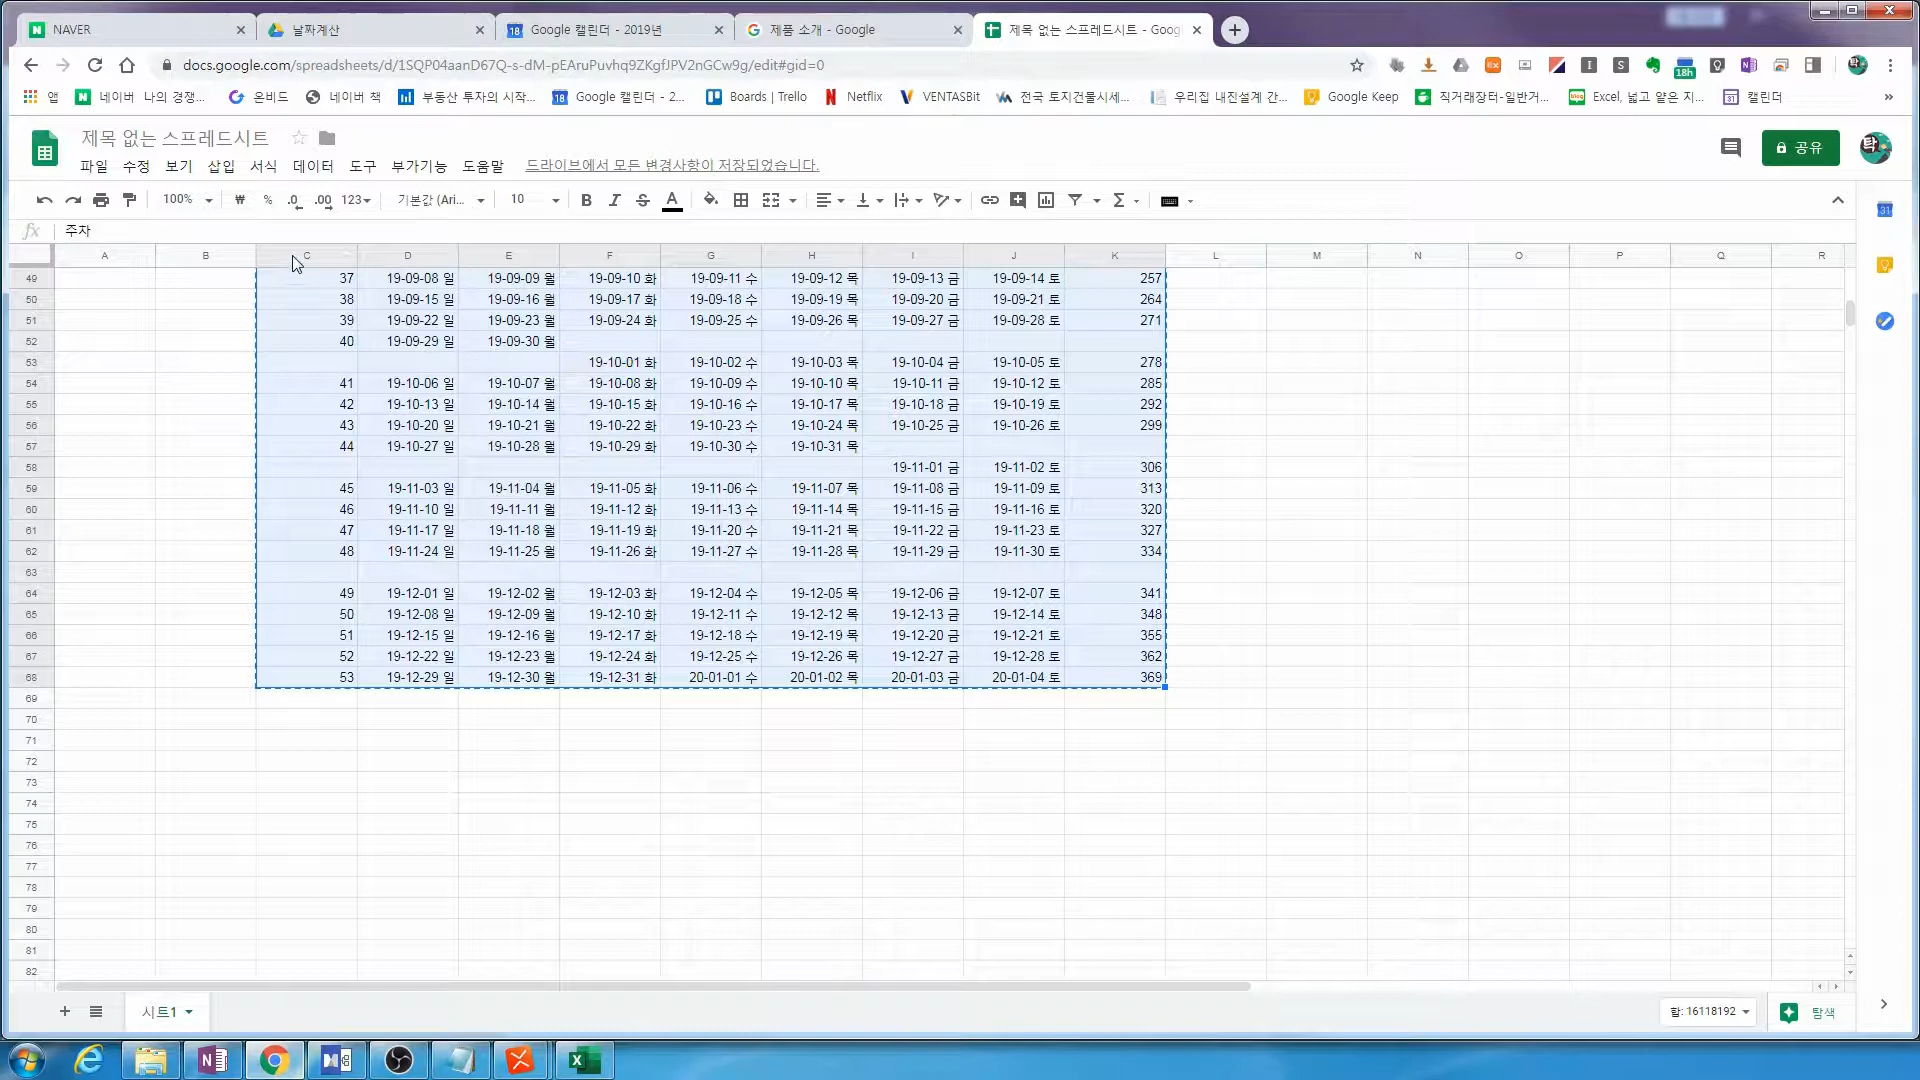 NAVER
날짜계산
Google 캘린더 - 2019년
제품 소개 - Google
제목 없는 스프레드시트 - Goog
docs.google.com/spreadsheets/d/1SQP04aanD67Q-s-dM-pEAruPuvhq9ZKgfJPV2nGCw9g/edit#gid=0
18h
앱
네이버 나의 경쟁...
온비드
네이버 책
부동산 투자의 시작...
Google 캘린더 - 2...
Boards | Trello
Netflix
VENTASBit
전국 토지건물시세...
우리집 내진설계 간...
Google Keep
직거래장터-일반거...
Excel, 넓고 얕은 지...
캘린더
제목 없는 스프레드시트
파일 수정 보기 삽입 서식 데이터 도구 부가기능 도움말 드라이브에서 모든 변경사항이 저장되었습니다.
공유
100% ₩ % .0 .00 123 기본값 (Ari... 10 B I S A
fx 주차
A B C D E F G H I J K L M N O P Q R
49 37 19-09-08 일 19-09-09 월 19-09-10 화 19-09-11 수 19-09-12 목 19-09-13 금 19-09-14 토 257
50 38 19-09-15 일 19-09-16 월 19-09-17 화 19-09-18 수 19-09-19 목 19-09-20 금 19-09-21 토 264
51 39 19-09-22 일 19-09-23 월 19-09-24 화 19-09-25 수 19-09-26 목 19-09-27 금 19-09-28 토 271
52 40 19-09-29 일 19-09-30 월
53 19-10-01 화 19-10-02 수 19-10-03 목 19-10-04 금 19-10-05 토 278
54 41 19-10-06 일 19-10-07 월 19-10-08 화 19-10-09 수 19-10-10 목 19-10-11 금 19-10-12 토 285
55 42 19-10-13 일 19-10-14 월 19-10-15 화 19-10-16 수 19-10-17 목 19-10-18 금 19-10-19 토 292
56 43 19-10-20 일 19-10-21 월 19-10-22 화 19-10-23 수 19-10-24 목 19-10-25 금 19-10-26 토 299
57 44 19-10-27 일 19-10-28 월 19-10-29 화 19-10-30 수 19-10-31 목
58 19-11-01 금 19-11-02 토 306
59 45 19-11-03 일 19-11-04 월 19-11-05 화 19-11-06 수 19-11-07 목 19-11-08 금 19-11-09 토 313
60 46 19-11-10 일 19-11-11 월 19-11-12 화 19-11-13 수 19-11-14 목 19-11-15 금 19-11-16 토 320
61 47 19-11-17 일 19-11-18 월 19-11-19 화 19-11-20 수 19-11-21 목 19-11-22 금 19-11-23 토 327
62 48 19-11-24 일 19-11-25 월 19-11-26 화 19-11-27 수 19-11-28 목 19-11-29 금 19-11-30 토 334
63
64 49 19-12-01 일 19-12-02 월 19-12-03 화 19-12-04 수 19-12-05 목 19-12-06 금 19-12-07 토 341
65 50 19-12-08 일 19-12-09 월 19-12-10 화 19-12-11 수 19-12-12 목 19-12-13 금 19-12-14 토 348
66 51 19-12-15 일 19-12-16 월 19-12-17 화 19-12-18 수 19-12-19 목 19-12-20 금 19-12-21 토 355
67 52 19-12-22 일 19-12-23 월 19-12-24 화 19-12-25 수 19-12-26 목 19-12-27 금 19-12-28 토 362
68 53 19-12-29 일 19-12-30 월 19-12-31 화 20-01-01 수 20-01-02 목 20-01-03 금 20-01-04 토 369
69
70
71
72
73
74
75
76
77
78
79
80
81
82
시트1
합: 16118192
탐색